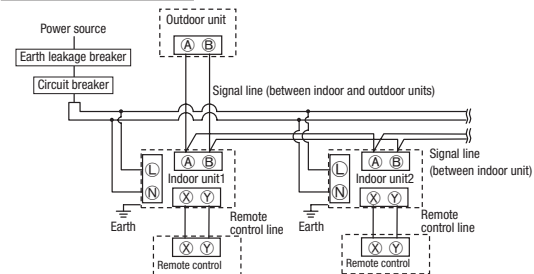 Outdoor unit
A B
Power source
Earth leakage breaker
Circuit breaker
Signal line (between indoor and outdoor units)
L
N
A B
Indoor unit1
X Y
Earth
Remote
control line
X Y
Remote control
L
N
A B
Indoor unit2
X Y
Signal line
(between indoor unit)
Earth
Remote
control line
X Y
Remote control